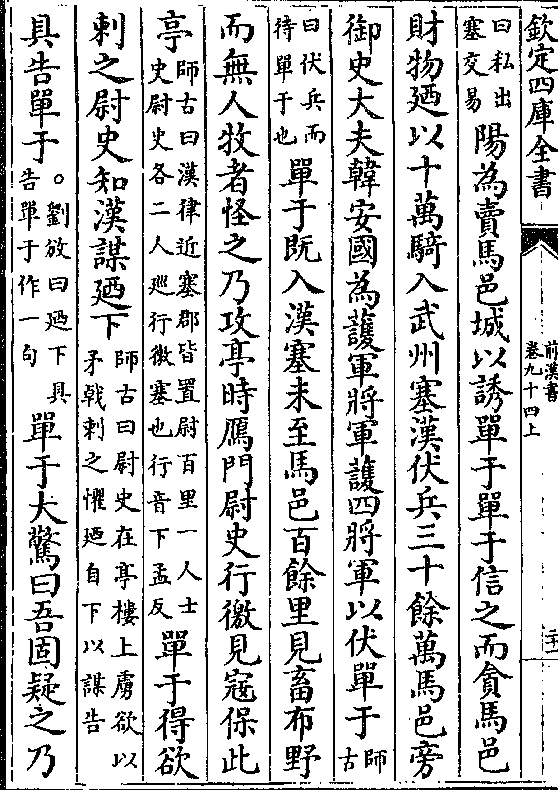 欽定四庫全書
前漢書
卷九十四上
曰私出
塞交易
陽為賣馬邑城以誘單于單于信之而貪馬邑
財物廼以十萬騎入武州塞漢伏兵三十餘萬馬邑旁
御史大夫韓安國為護軍將軍護四將軍以伏單于
師古
曰伏兵而
待單于也
單于既入漢塞未至馬邑百餘里見畜布野
而無人牧者怪之乃攻亭時鴈門尉史行徼見寇保此
亭
師古曰漢律近塞郡皆置尉百里一人士
史尉史各二人廵行徼塞也行音下孟反
單于得欲
刺之尉史知漢謀廼下
師古曰尉史在亭樓上虜欲以
矛戟刺之懼廼自下以謀告
具告單于
○劉攽曰廼下具
告單于作一句
單于大驚曰吾固疑之乃